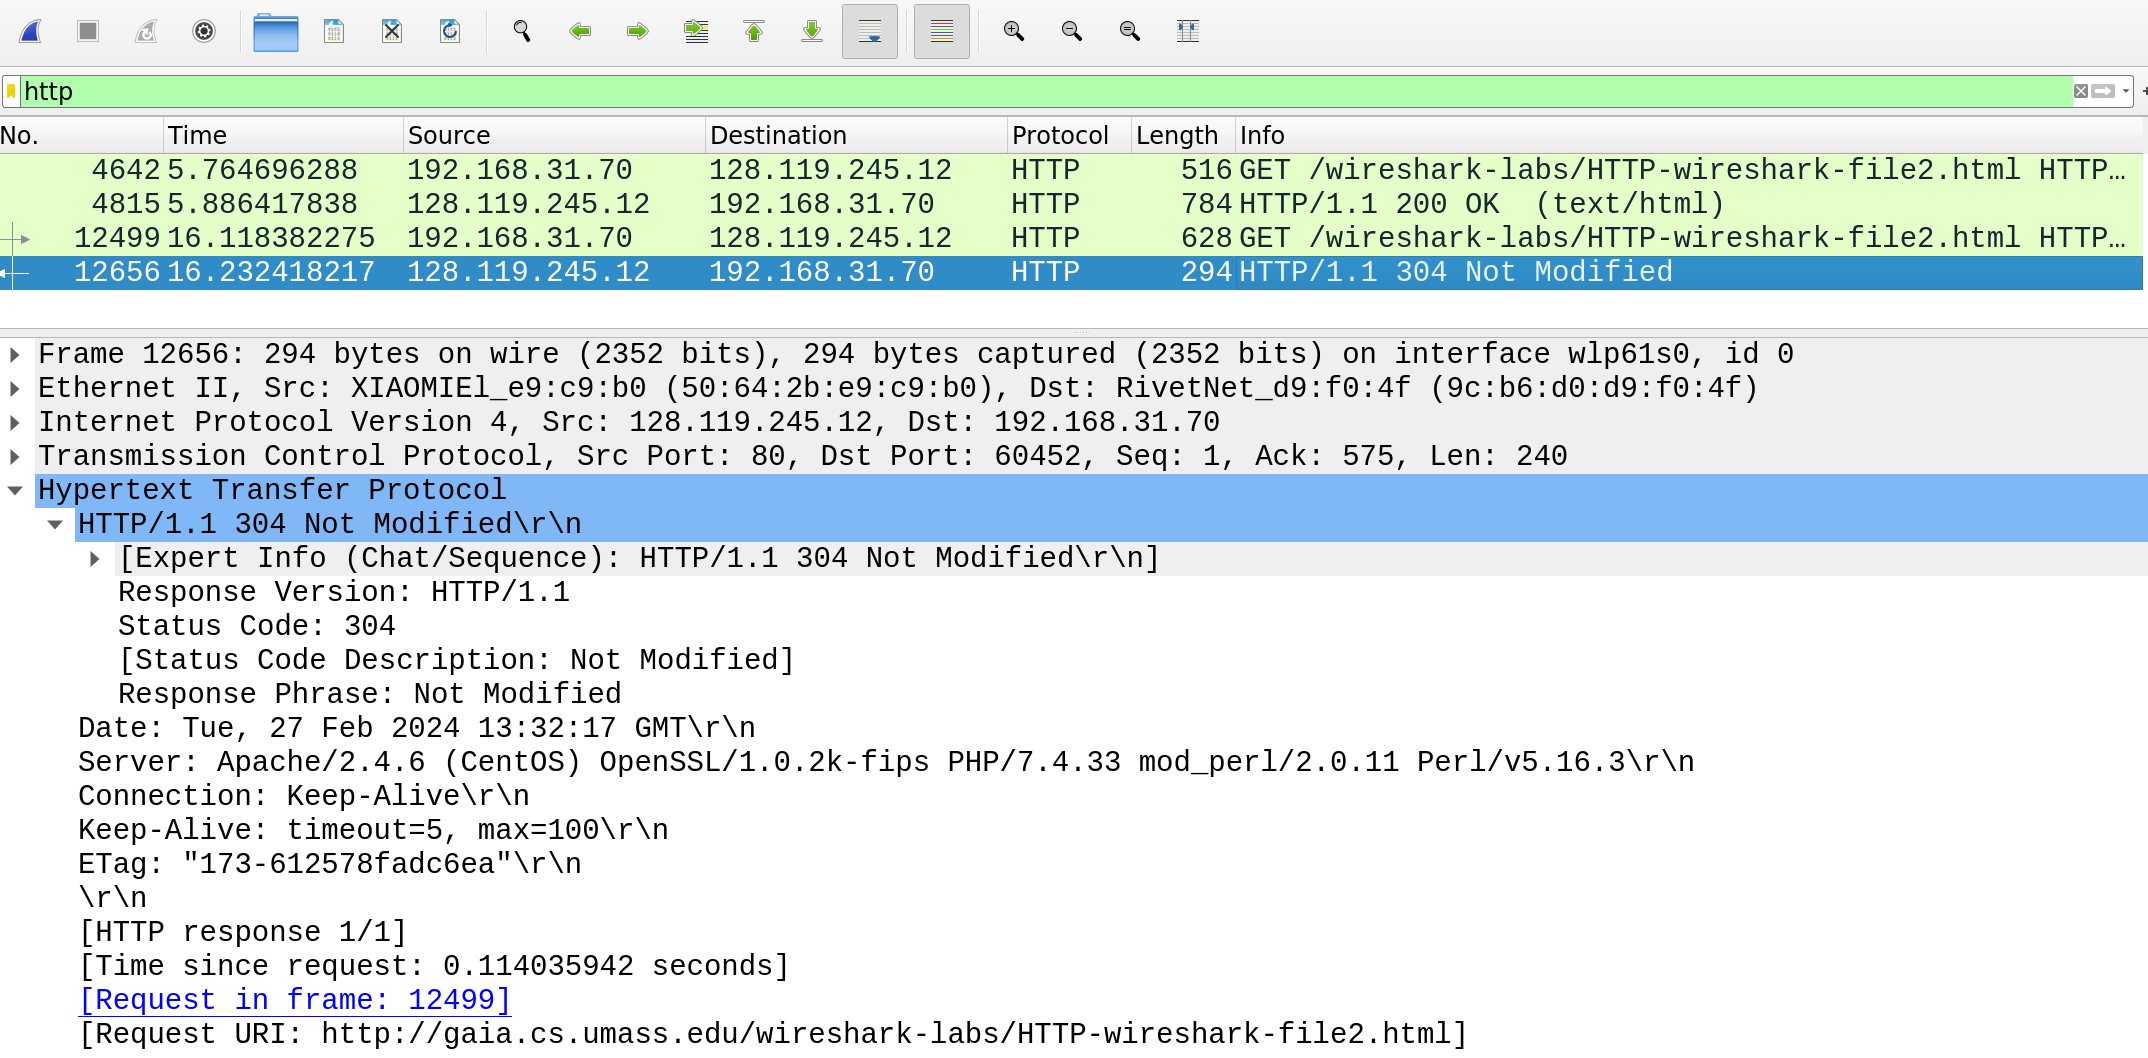 http
No. Time Source Destination Protocol Length Info
4642 5.764696288 192.168.31.70 128.119.245.12 HTTP 516 GET /wireshark-labs/HTTP-wireshark-file2.html HTTP…
4815 5.886417838 128.119.245.12 192.168.31.70 HTTP 784 HTTP/1.1 200 OK  (text/html)
12499 16.118382275 192.168.31.70 128.119.245.12 HTTP 628 GET /wireshark-labs/HTTP-wireshark-file2.html HTTP…
12656 16.232418217 128.119.245.12 192.168.31.70 HTTP 294 HTTP/1.1 304 Not Modified
Frame 12656: 294 bytes on wire (2352 bits), 294 bytes captured (2352 bits) on interface wlp61s0, id 0
Ethernet II, Src: XIAOMIEl_e9:c9:b0 (50:64:2b:e9:c9:b0), Dst: RivetNet_d9:f0:4f (9c:b6:d0:d9:f0:4f)
Internet Protocol Version 4, Src: 128.119.245.12, Dst: 192.168.31.70
Transmission Control Protocol, Src Port: 80, Dst Port: 60452, Seq: 1, Ack: 575, Len: 240
Hypertext Transfer Protocol
HTTP/1.1 304 Not Modified\r\n
[Expert Info (Chat/Sequence): HTTP/1.1 304 Not Modified\r\n]
Response Version: HTTP/1.1
Status Code: 304
[Status Code Description: Not Modified]
Response Phrase: Not Modified
Date: Tue, 27 Feb 2024 13:32:17 GMT\r\n
Server: Apache/2.4.6 (CentOS) OpenSSL/1.0.2k-fips PHP/7.4.33 mod_perl/2.0.11 Perl/v5.16.3\r\n
Connection: Keep-Alive\r\n
Keep-Alive: timeout=5, max=100\r\n
ETag: "173-612578fadc6ea"\r\n
\r\n
[HTTP response 1/1]
[Time since request: 0.114035942 seconds]
[Request in frame: 12499]
[Request URI: http://gaia.cs.umass.edu/wireshark-labs/HTTP-wireshark-file2.html]